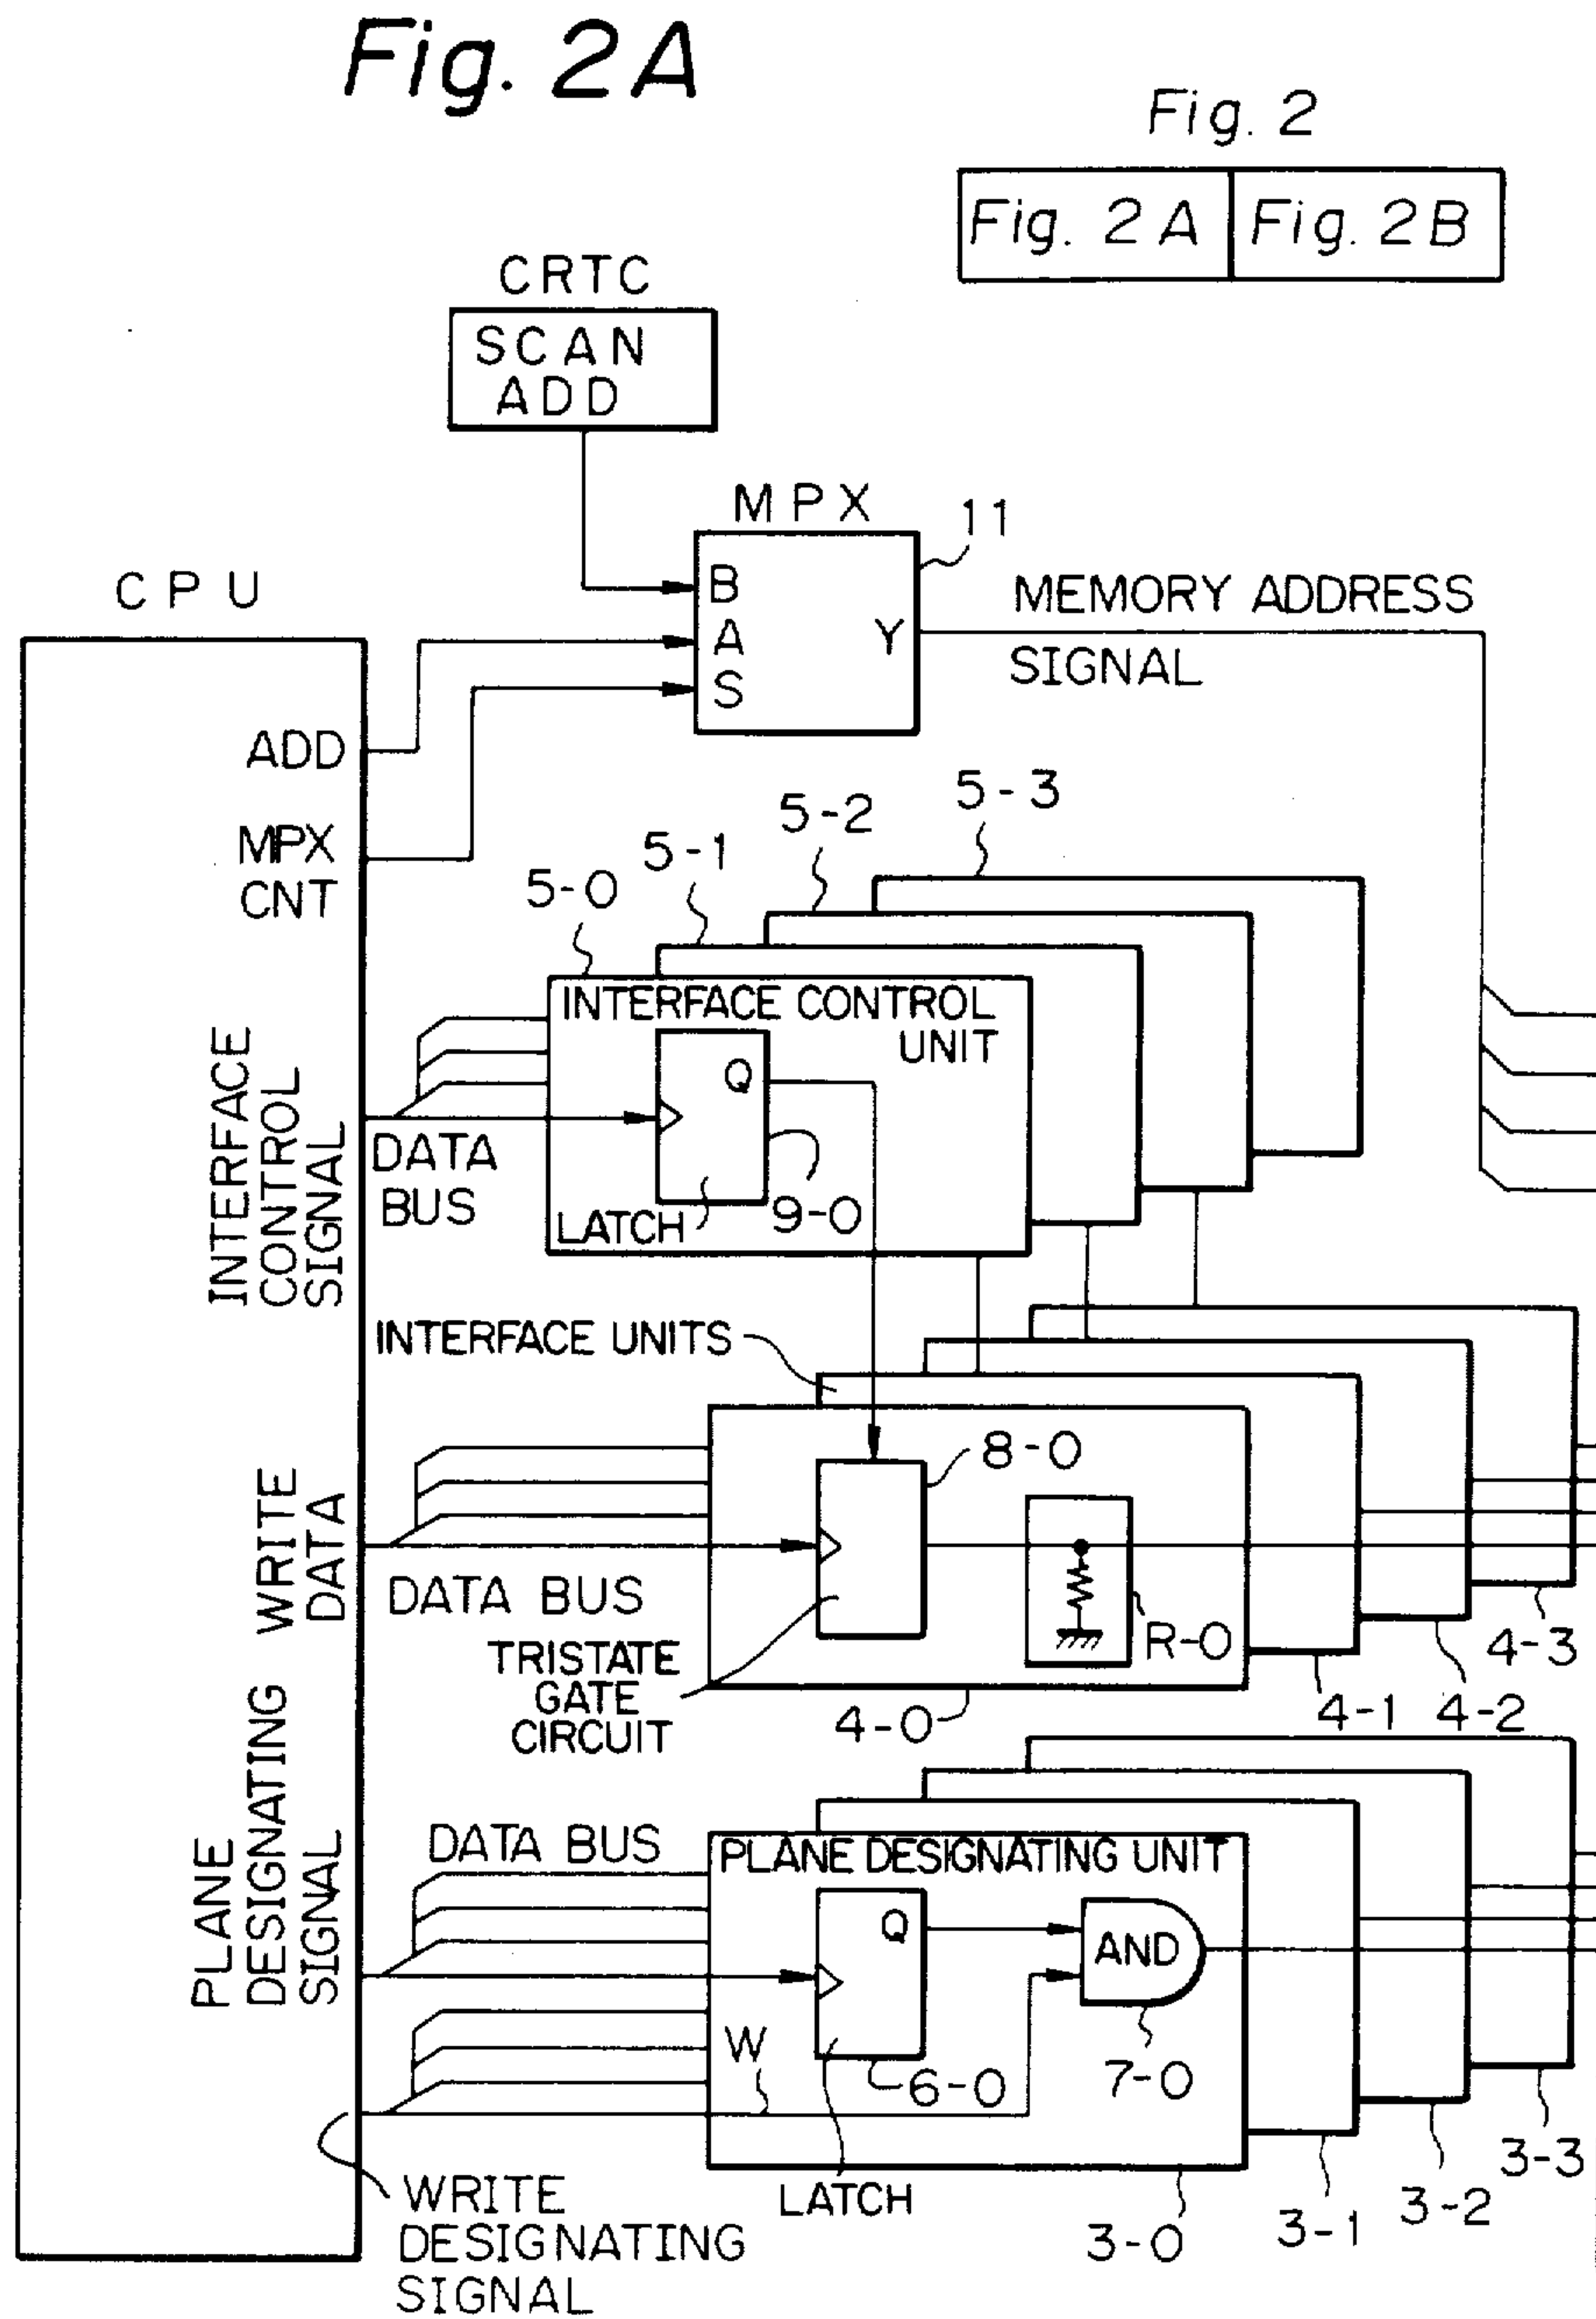 Fig. 2A
Fig. 2
Fig. 2A
Fig. 2B
CRTC
SCAN
ADD
MPX
11
B
A
S
Y
MEMORY ADDRESS
SIGNAL
CPU
ADD
MPX
CNT
5-0
5-1
5-2
5-3
INTERFACE CONTROL
UNIT
Q
LATCH
9-0
INTERFACE
CONTROL
SIGNAL
DATA
BUS
INTERFACE UNITS
8-0
R-0
WRITE
DATA
DATA BUS
TRISTATE
GATE
CIRCUIT
4-0
4-1
4-2
4-3
PLANE
DESIGNATING
SIGNAL
DATA BUS
PLANE DESIGNATING UNIT
Q
AND
W
6-0
7-0
LATCH
3-0
3-1
3-2
3-3
WRITE
DESIGNATING
SIGNAL